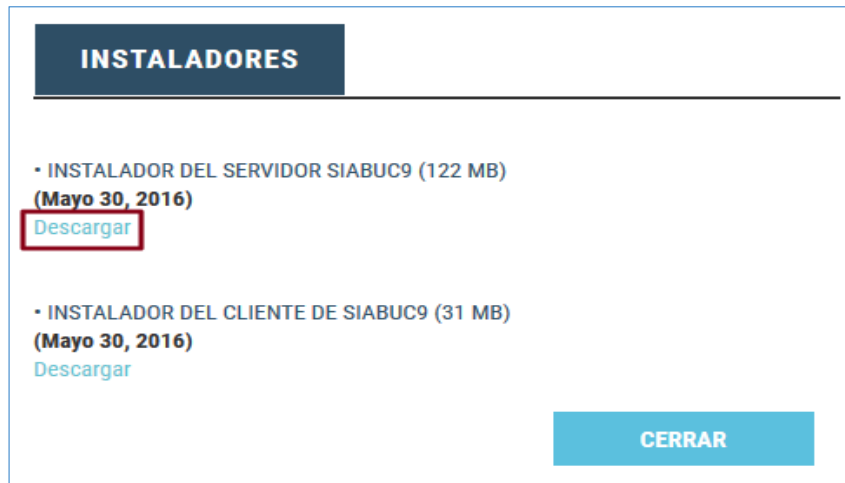 INSTALADORES
• INSTALADOR DEL SERVIDOR SIABUC9 (122 MB)
(Mayo 30, 2016)
Descargar
• INSTALADOR DEL CLIENTE DE SIABUC9 (31 MB)
(Mayo 30, 2016)
Descargar
CERRAR